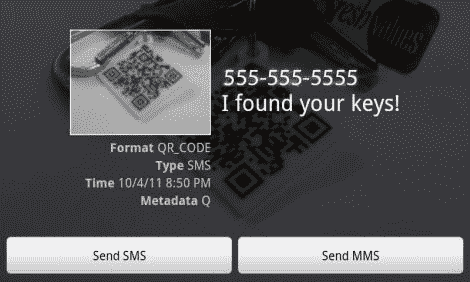 555-555-5555
I found your keys!
Format QR_CODE
Type SMS
Time 10/4/11 8:50 PM
Metadata Q
Send SMS
Send MMS